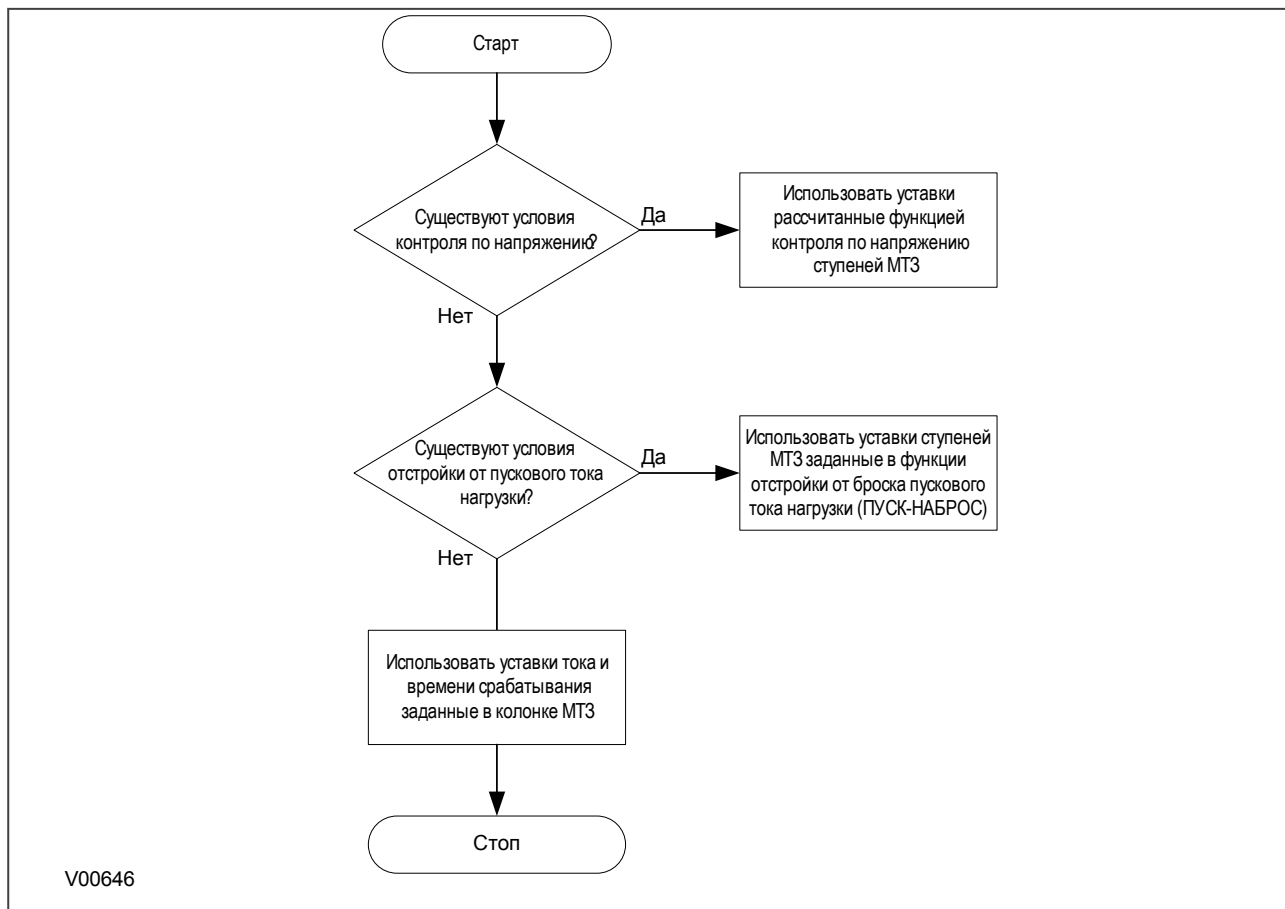 Старт
Существуют условия
контроля по напряжению?
Да
Использовать уставки
рассчитанные функцией
контроля по напряжению
ступеней МТЗ
Нет
Существуют условия
отстройки от пускового тока
нагрузки?
Да
Использовать уставки ступеней
МТЗ заданные в функции
отстройки от броска пускового
тока нагрузки (ПУСК-НАБРОС)
Нет
Использовать уставки тока и
времени срабатывания
заданные в колонке МТЗ
Стоп
V00646